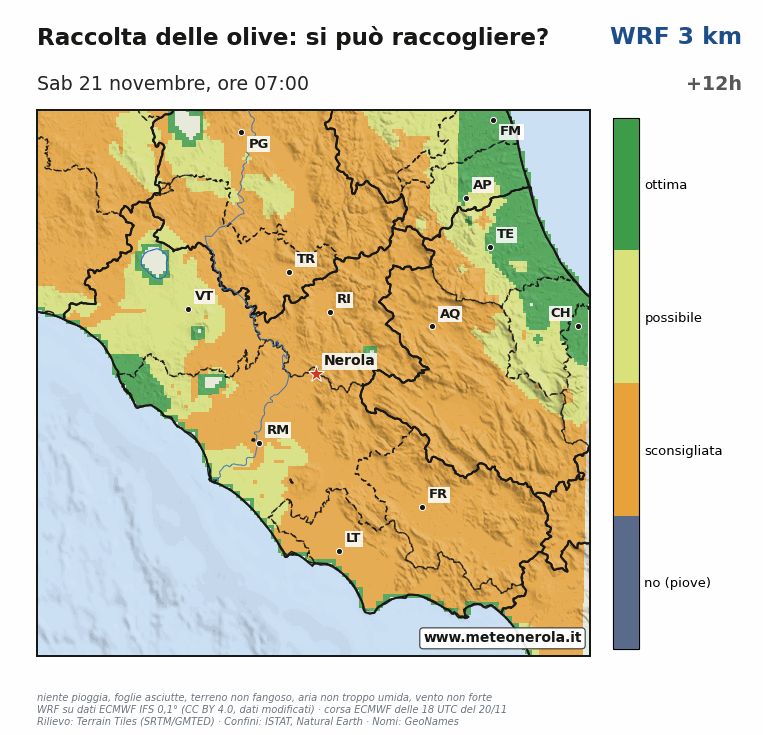 Raccolta delle olive: si può raccogliere?
WRF 3 km
Sab 21 novembre, ore 07:00
+12h
FM
PG
ottima
AP
TE
TR
VT
RI
AQ
CH
possibile
Nerola
RM
sconsigliata
FR
LT
no (piove)
www.meteonerola.it
niente pioggia, foglie asciutte, terreno non fangoso, aria non troppo umida, vento non forte
WRF su dati ECMWF IFS 0,1° (CC BY 4.0, dati modificati) · corsa ECMWF delle 18 UTC del 20/11
Rilievo: Terrain Tiles (SRTM/GMTED) · Confini: ISTAT, Natural Earth · Nomi: GeoNames